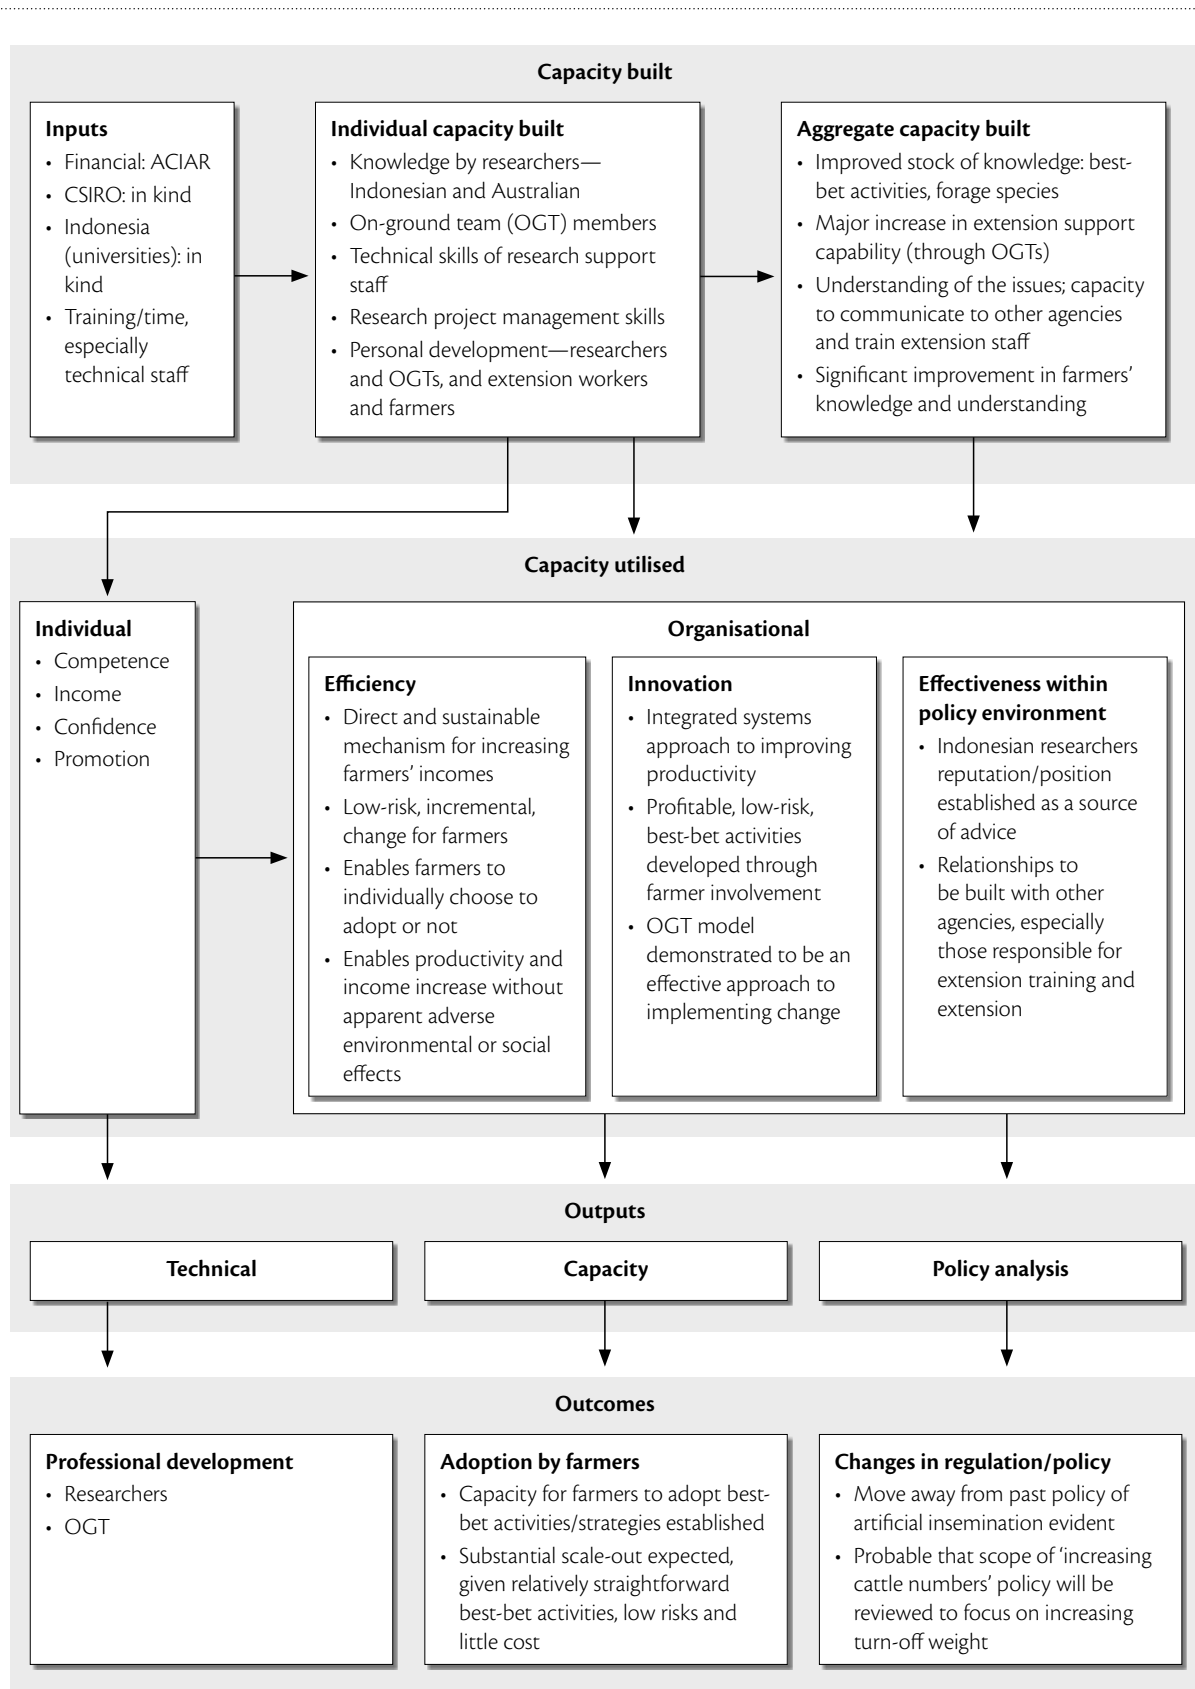 Capacity built
Inputs
• Financial: ACIAR
• CSIRO: in kind
• Indonesia
(universities): in
kind
• Training/time,
especially
technical staff
Individual capacity built
• Knowledge by researchers—
Indonesian and Australian
• On-ground team (OGT) members
• Technical skills of research support
staff
• Research project management skills
• Personal development—researchers
and OGTs, and extension workers
and farmers
Aggregate capacity built
• Improved stock of knowledge: best-
bet activities, forage species
• Major increase in extension support
capability (through OGTs)
• Understanding of the issues; capacity
to communicate to other agencies
and train extension staff
• Significant improvement in farmers’
knowledge and understanding
Capacity utilised
Individual
• Competence
• Income
• Confidence
• Promotion
Organisational
Efficiency
• Direct and sustainable
mechanism for increasing
farmers’ incomes
• Low-risk, incremental,
change for farmers
• Enables farmers to
individually choose to
adopt or not
• Enables productivity and
income increase without
apparent adverse
environmental or social
effects
Innovation
• Integrated systems
approach to improving
productivity
• Profitable, low-risk,
best-bet activities
developed through
farmer involvement
• OGT model
demonstrated to be an
effective approach to
implementing change
Effectiveness within
policy environment
• Indonesian researchers
reputation/position
established as a source
of advice
• Relationships to
be built with other
agencies, especially
those responsible for
extension training and
extension
Outputs
Technical
Capacity
Policy analysis
Outcomes
Professional development
• Researchers
• OGT
Adoption by farmers
• Capacity for farmers to adopt best-
bet activities/strategies established
• Substantial scale-out expected,
given relatively straightforward
best-bet activities, low risks and
little cost
Changes in regulation/policy
• Move away from past policy of
artificial insemination evident
• Probable that scope of ‘increasing
cattle numbers’ policy will be
reviewed to focus on increasing
turn-off weight